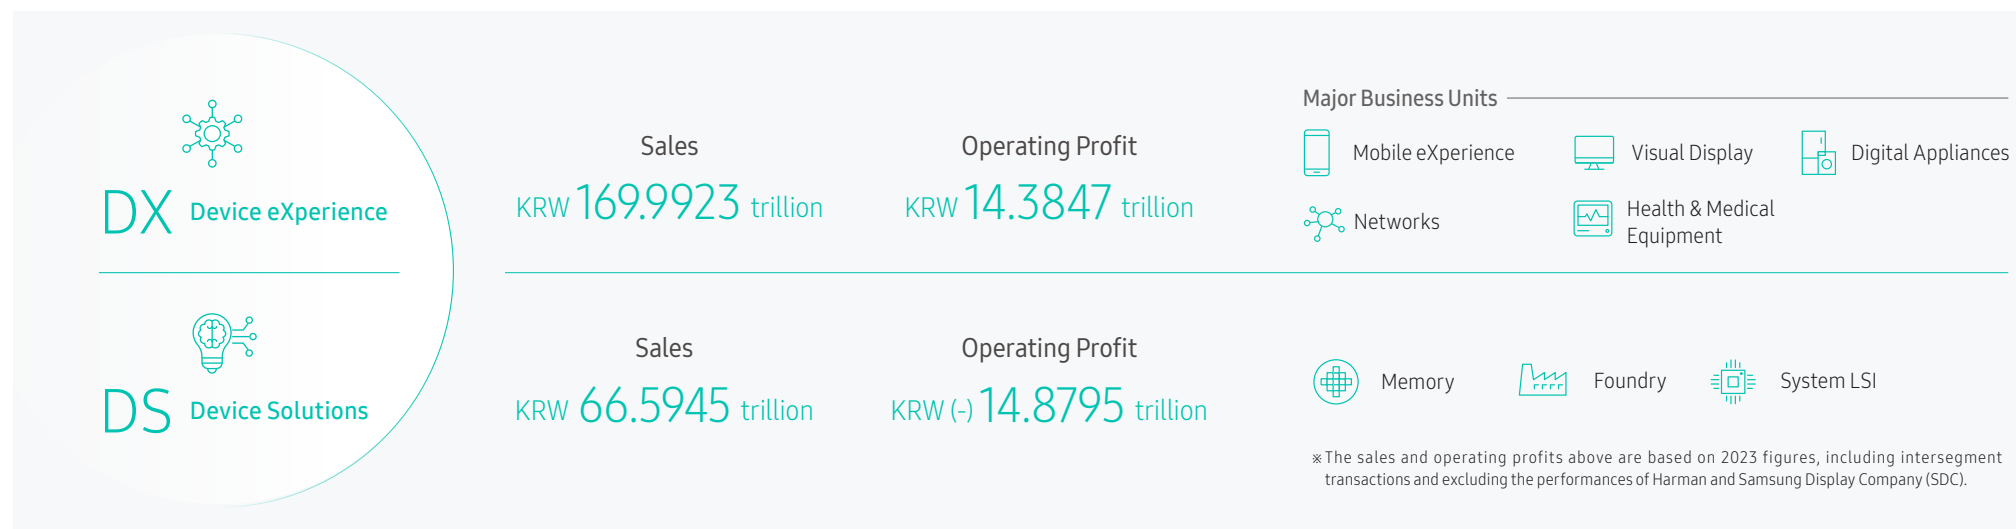 DX Device eXperience
Sales
KRW 169.9923 trillion
Operating Profit
KRW 14.3847 trillion
Major Business Units
Mobile eXperience
Visual Display
Digital Appliances
Networks
Health & Medical
Equipment
DS Device Solutions
Sales
KRW 66.5945 trillion
Operating Profit
KRW (-) 14.8795 trillion
Memory
Foundry
System LSI
※ The sales and operating profits above are based on 2023 figures, including intersegment
transactions and excluding the performances of Harman and Samsung Display Company (SDC).